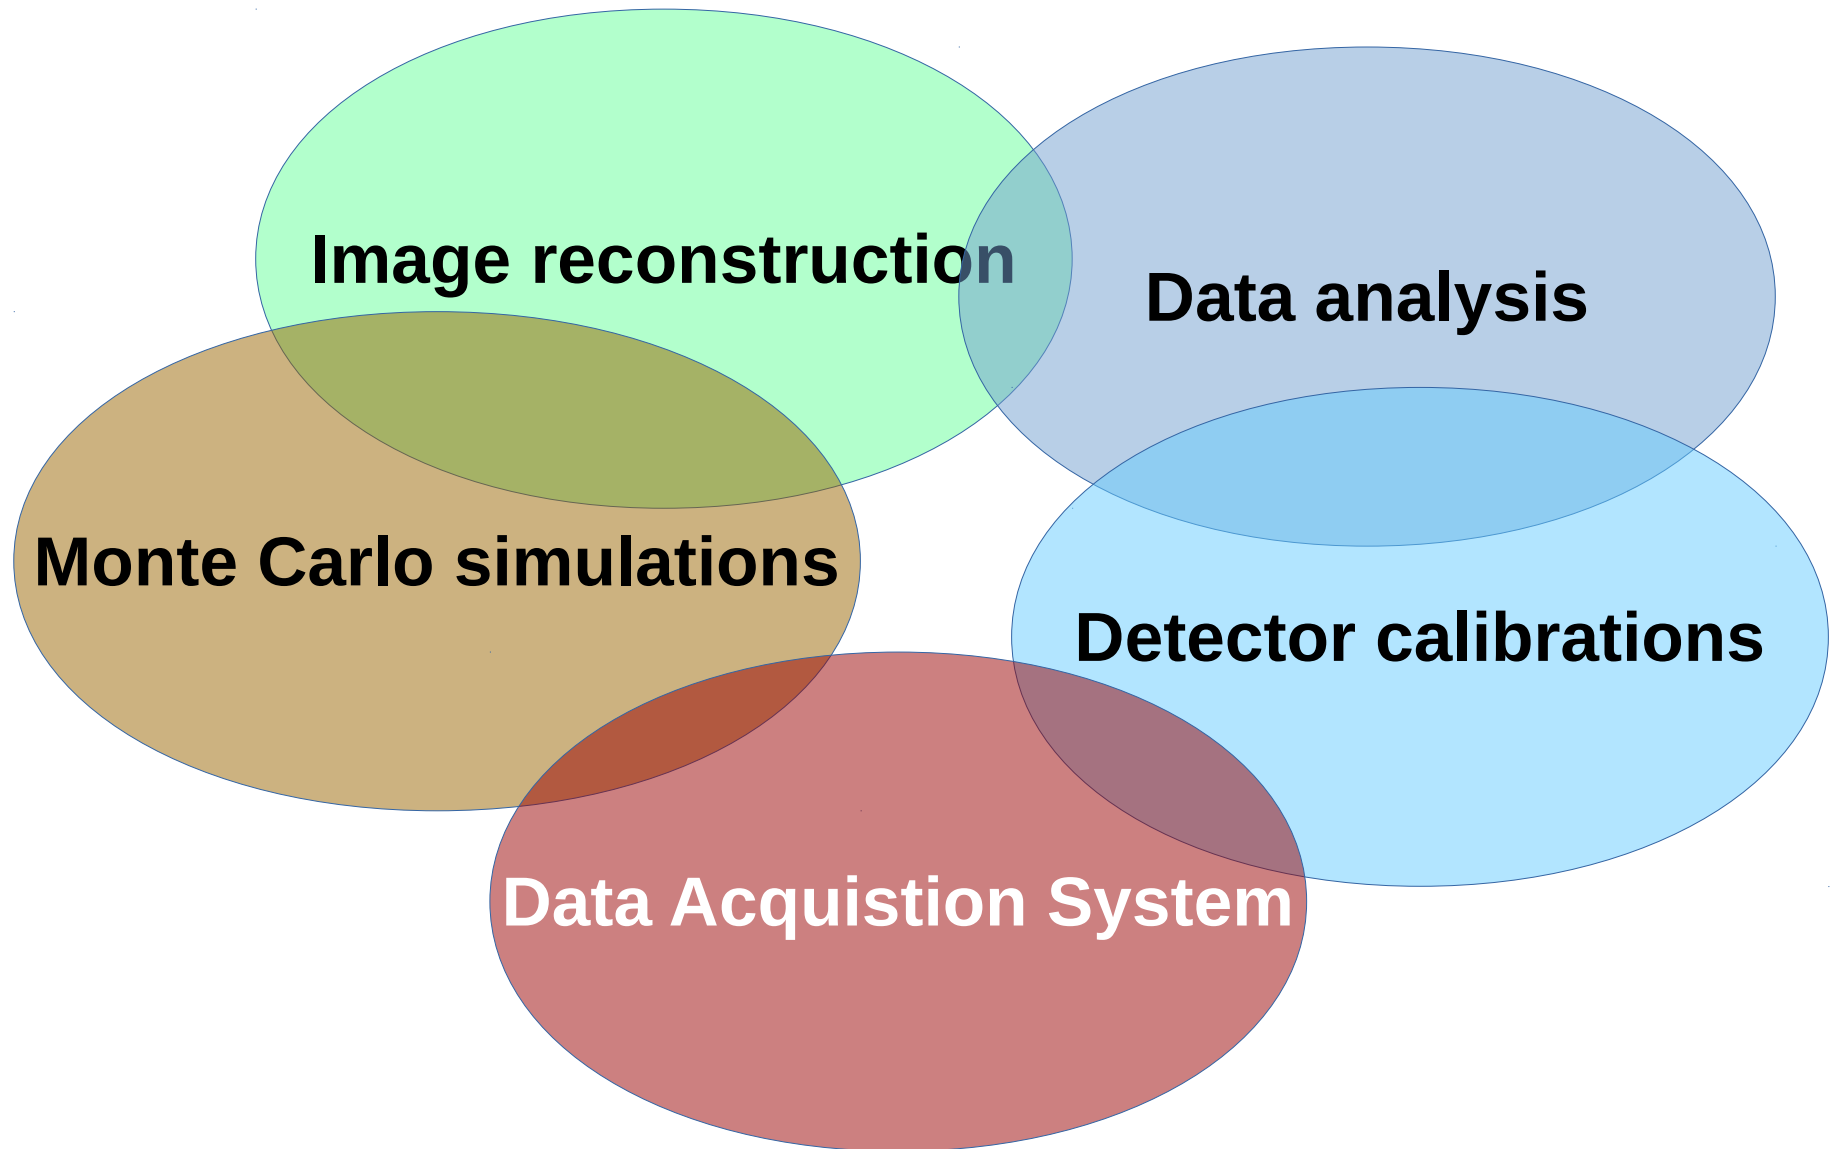 Image reconstruction
Data analysis
Monte Carlo simulations
Detector calibrations
Data Acquistion System